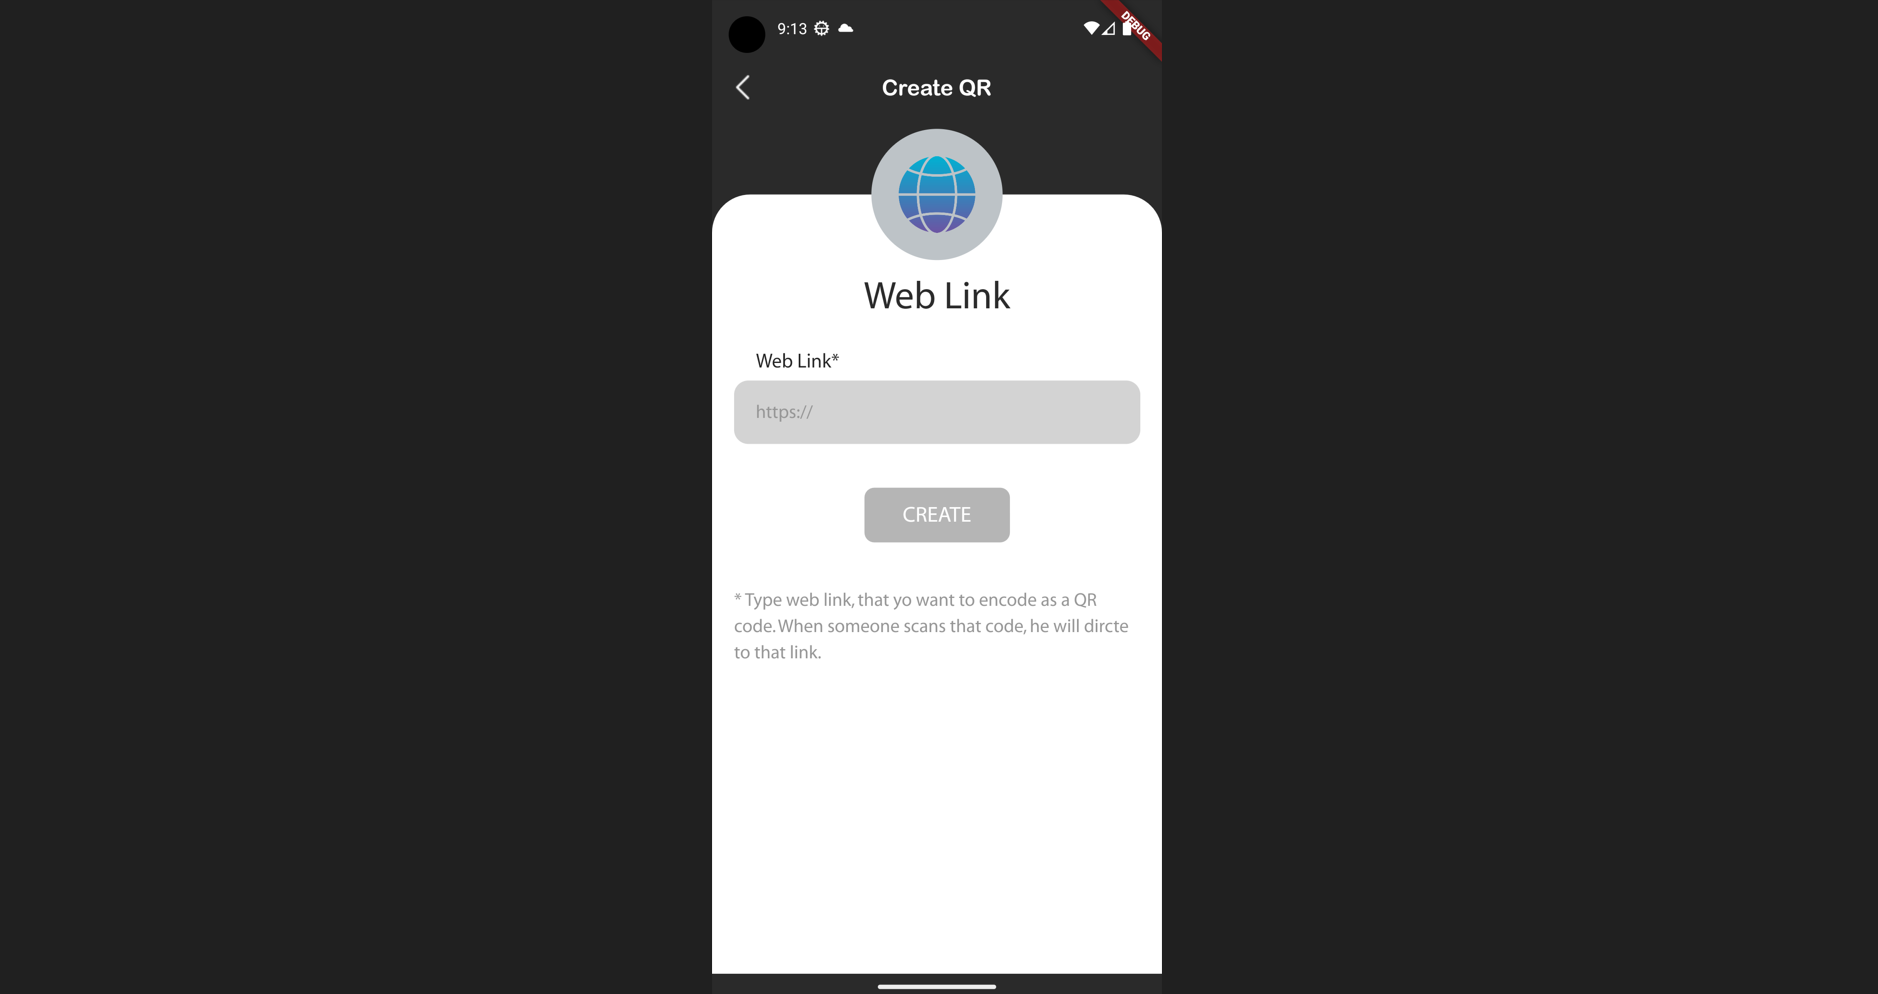 9:13
DEBUG
Create QR
Web Link
Web Link*
https://
CREATE
* Type web link, that yo want to encode as a QR
code. When someone scans that code, he will dircte
to that link.